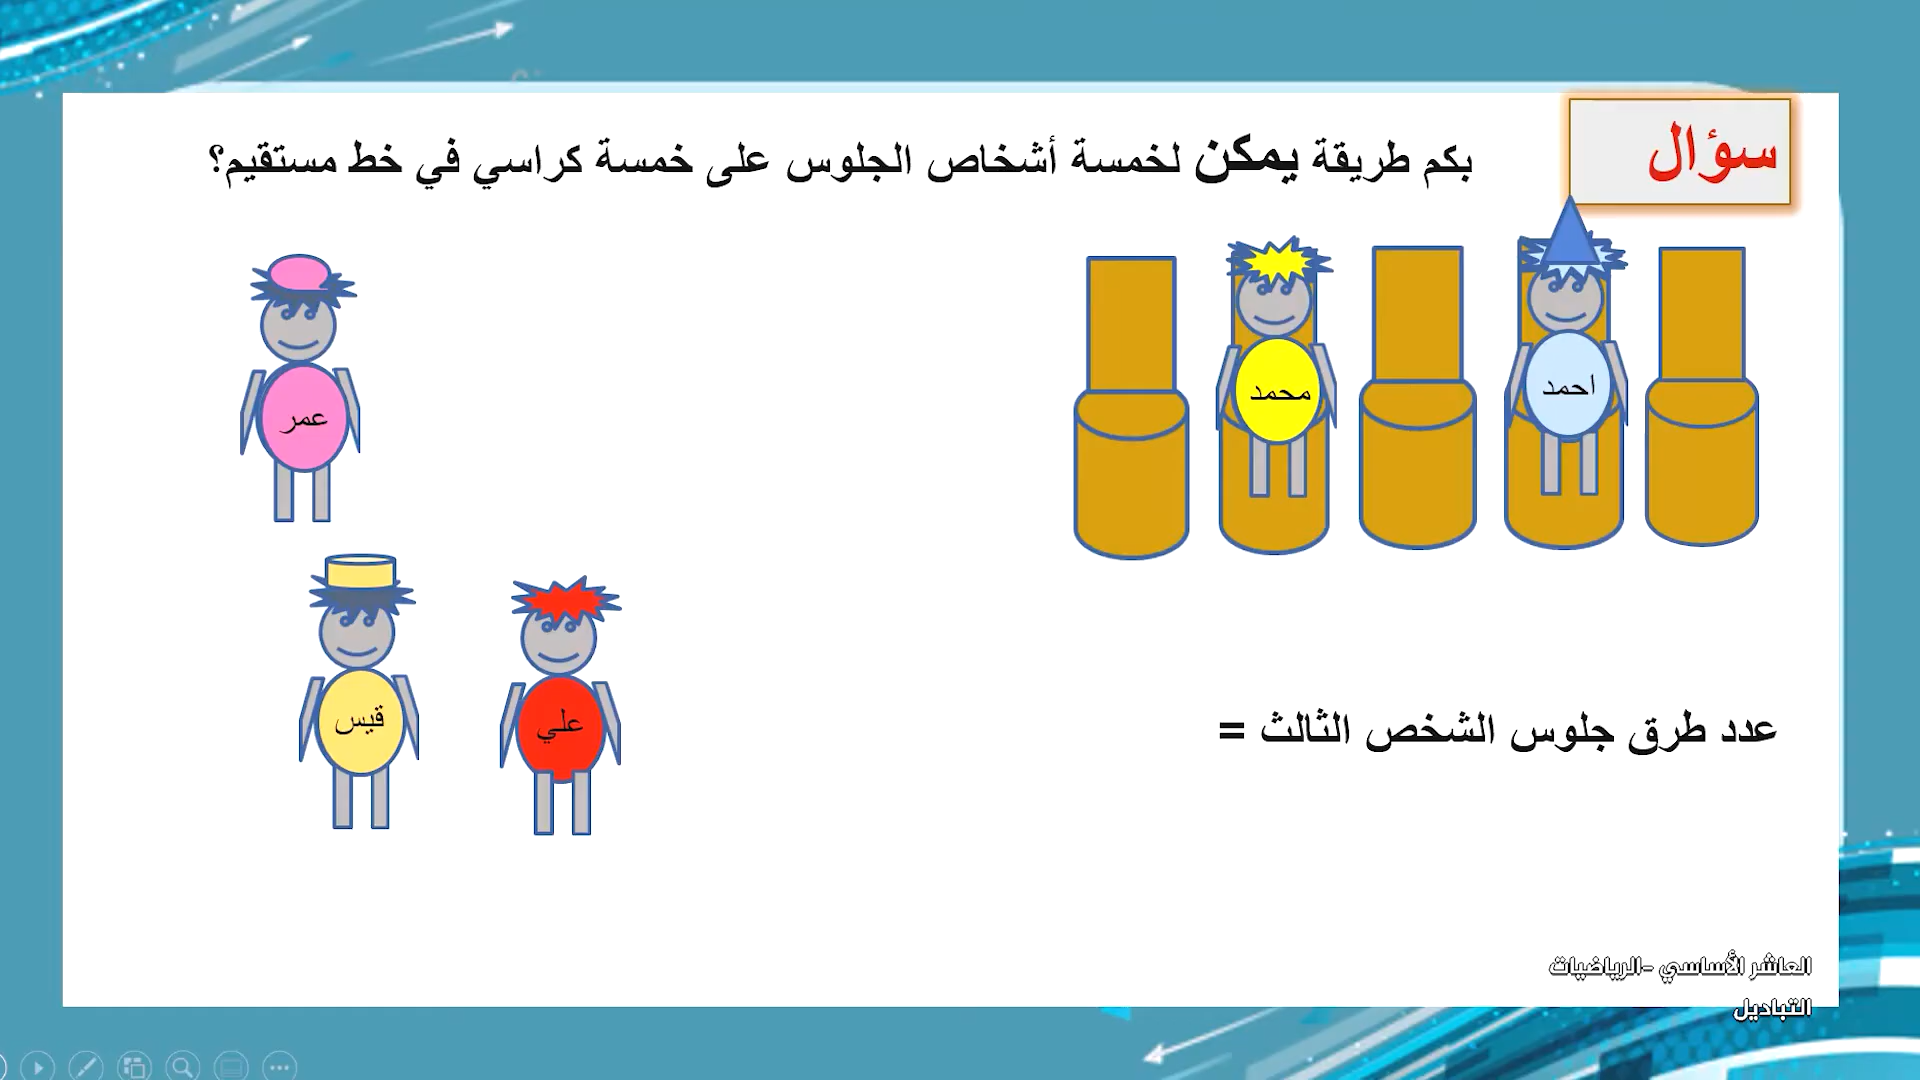 سؤال
بكم طريقة يمكن لخمسة أشخاص الجلوس على خمسة كراسي في خط مستقيم؟
احمد
محمد
عمر
علي
قيس
عدد طرق جلوس الشخص الثالث =
العاشر الأساسي -الرياضيات
التباديل